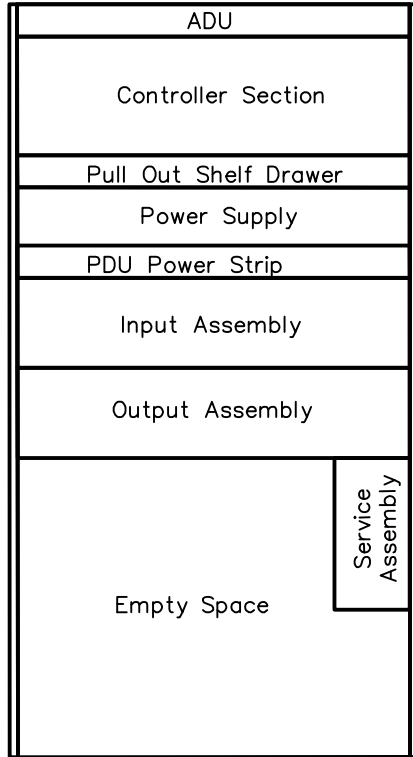 ADU
Controller Section
Pull Out Shelf Drawer
Power Supply
PDU Power Strip
Input Assembly
Output Assembly
Service
Assembly
Empty Space